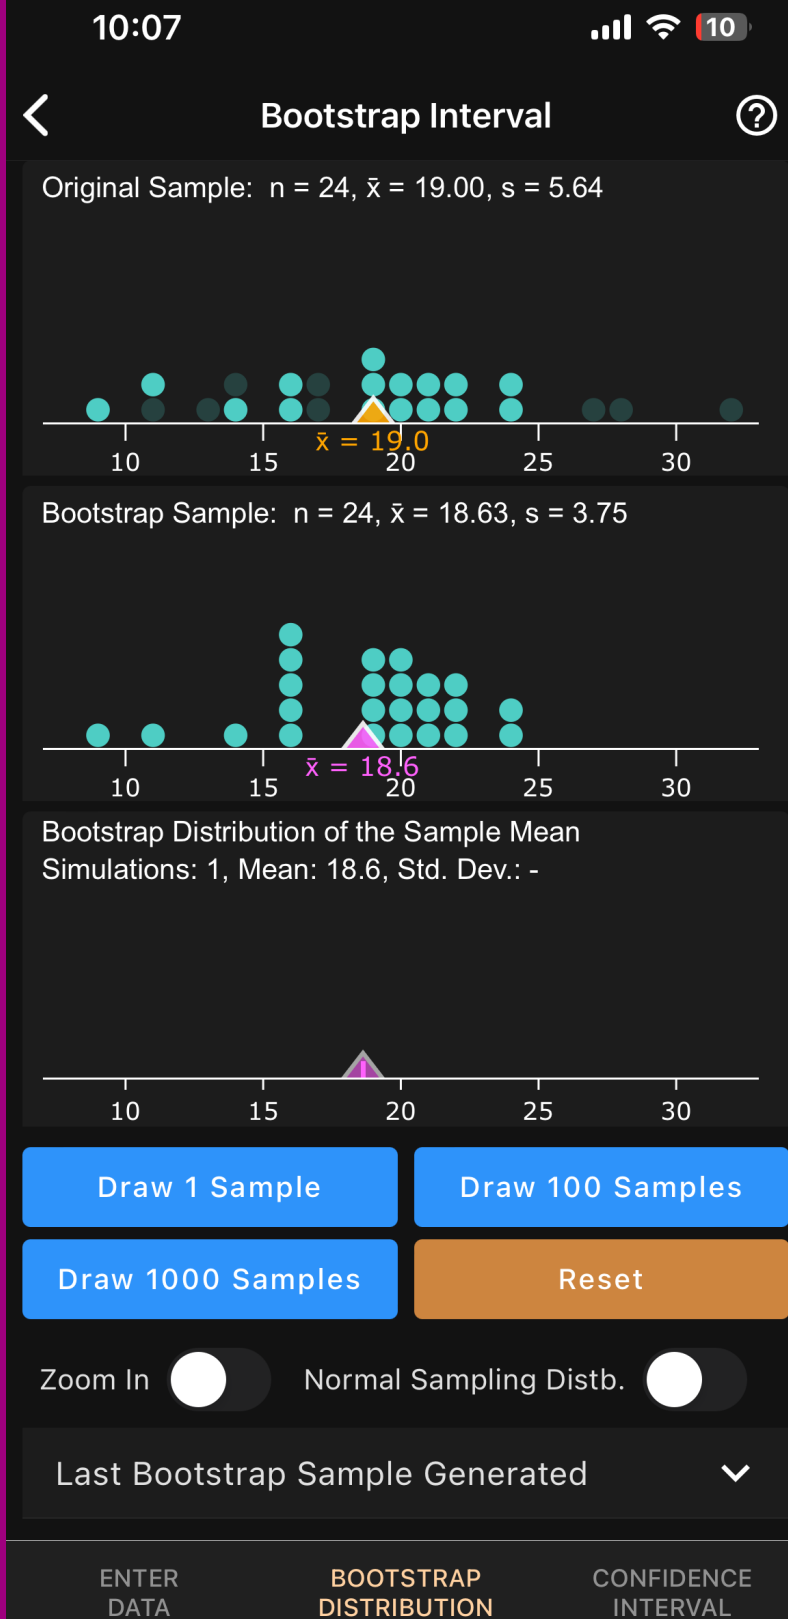 10:07
10
Bootstrap Interval
?
Original Sample: n = 24, x̄ = 19.00, s = 5.64
x̄ = 19.0
10 15 20 25 30
Bootstrap Sample: n = 24, x̄ = 18.63, s = 3.75
x̄ = 18.6
10 15 20 25 30
Bootstrap Distribution of the Sample Mean
Simulations: 1, Mean: 18.6, Std. Dev.: -
10 15 20 25 30
Draw 1 Sample Draw 100 Samples
Draw 1000 Samples Reset
Zoom In Normal Sampling Distb.
Last Bootstrap Sample Generated
ENTER BOOTSTRAP CONFIDENCE
DATA DISTRIBUTION INTERVAL